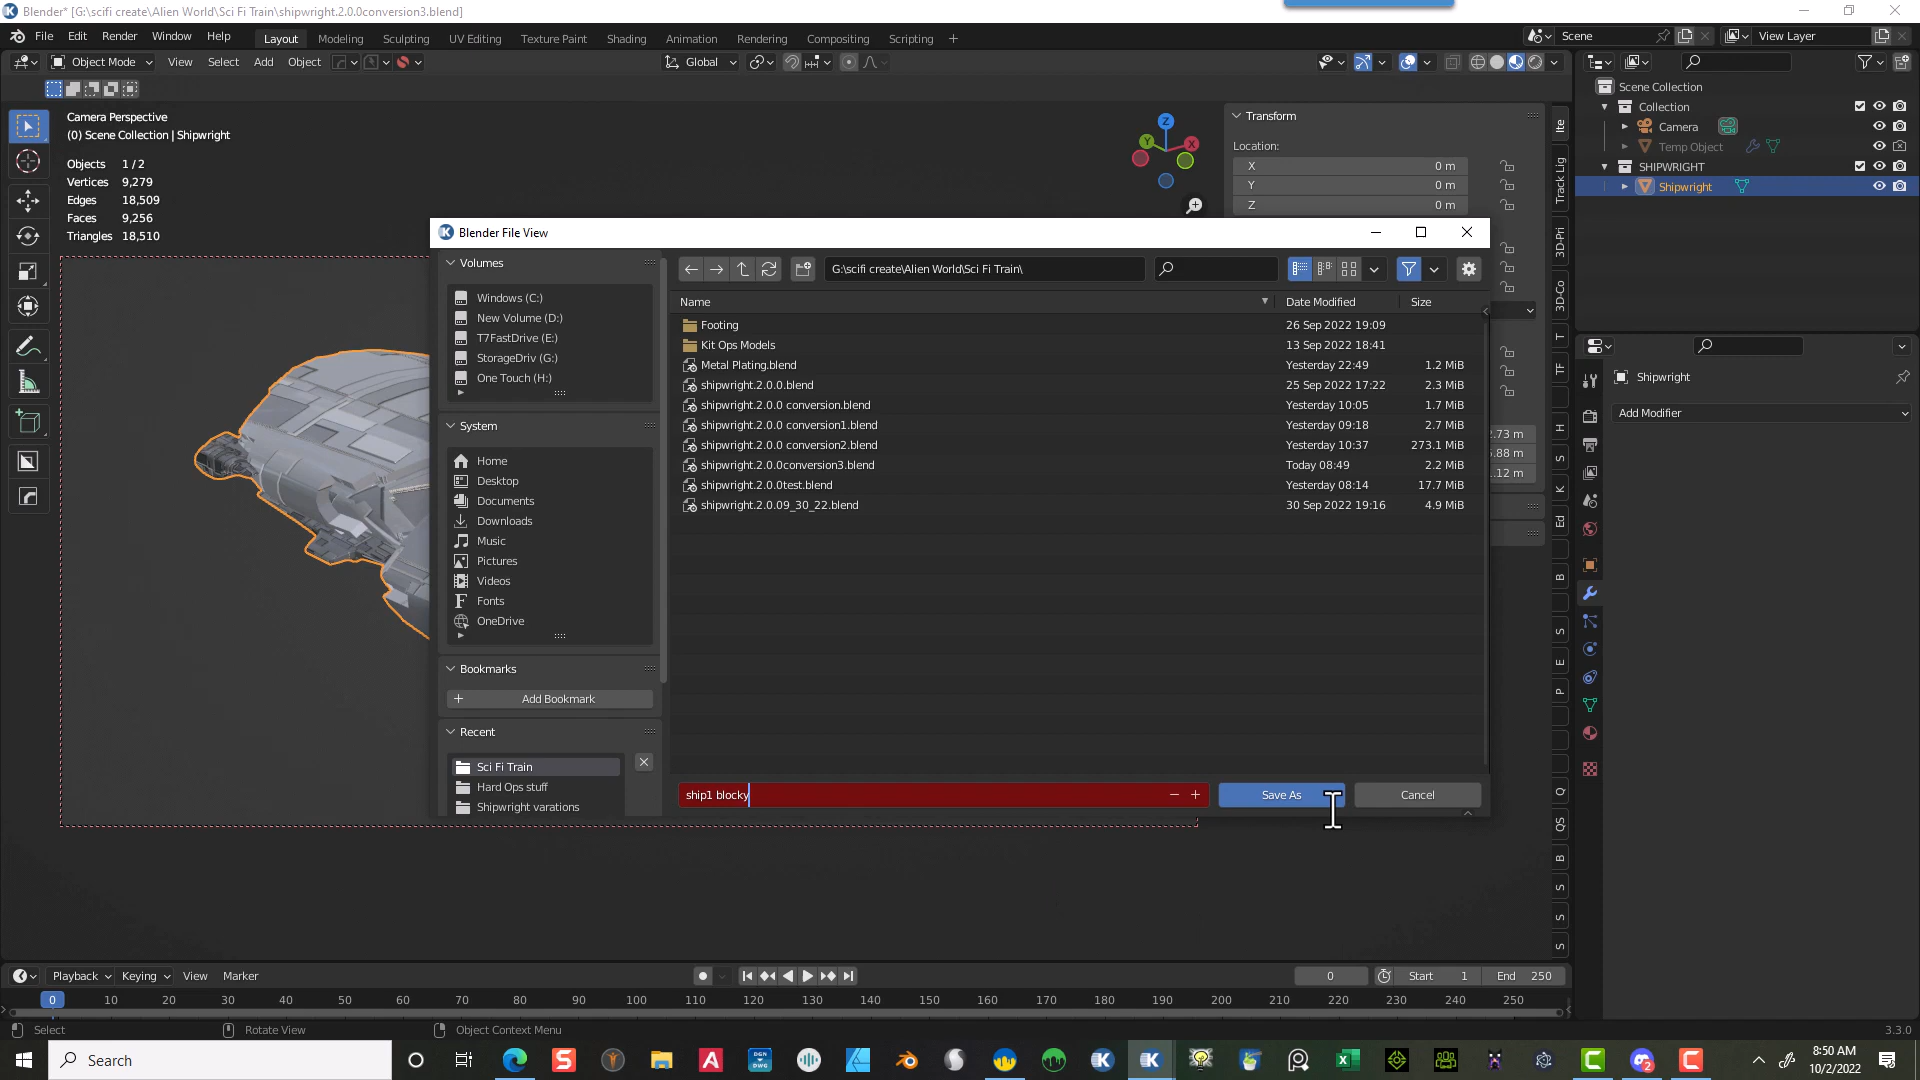 Blender* [G:\scifi create\Alien World\Sci Fi Train\shipwright.2.0.0conversion3.blend]
File Edit Render Window Help Layout Modeling Sculpting UV Editing Texture Paint Shading Animation Rendering Compositing Scripting + Scene View Layer
Object Mode View Select Add Object Global
Camera Perspective
(0) Scene Collection | Shipwright
Objects 1 / 2
Vertices 9,279
Edges 18,509
Faces 9,256
Triangles 18,510
Z
Y
X
Transform
Location:
X 0 m
Y 0 m
Z 0 m
2.73 m
.12 m
Ite
Track Lig
3D-Pri
3D-Co
T
TF
H
S
K
Ed
B
S
E
P
Q
QS
B
S
S
S
Scene Collection
Collection
Camera
Temp Object
SHIPWRIGHT
Shipwright
Shipwright
Add Modifier
Blender File View
Volumes
Windows (C:)
New Volume (D:)
T7FastDrive (E:)
StorageDriv (G:)
One Touch (H:)
System
Home
Desktop
Documents
Downloads
Music
Pictures
Videos
Fonts
OneDrive
Bookmarks
+ Add Bookmark
Recent
Sci Fi Train
Hard Ops stuff
Shipwright varations
G:\scifi create\Alien World\Sci Fi Train\
Name Date Modified Size
Footing 26 Sep 2022 19:09
Kit Ops Models 13 Sep 2022 18:41
Metal Plating.blend Yesterday 22:49 1.2 MiB
shipwright.2.0.0.blend 25 Sep 2022 17:22 2.3 MiB
shipwright.2.0.0 conversion.blend Yesterday 10:05 1.7 MiB
shipwright.2.0.0 conversion1.blend Yesterday 09:18 2.7 MiB
shipwright.2.0.0 conversion2.blend Yesterday 10:37 273.1 MiB
shipwright.2.0.0conversion3.blend Today 08:49 2.2 MiB
shipwright.2.0.0test.blend Yesterday 08:14 17.7 MiB
shipwright.2.0.09_30_22.blend 30 Sep 2022 19:16 4.9 MiB
ship1 blocky − + Save As Cancel
Playback Keying View Marker 0 Start 1 End 250
0 10 20 30 40 50 60 70 80 90 100 110 120 130 140 150 160 170 180 190 200 210 220 230 240 250
Select Rotate View Object Context Menu 3.3.0
Search
8:50 AM
10/2/2022